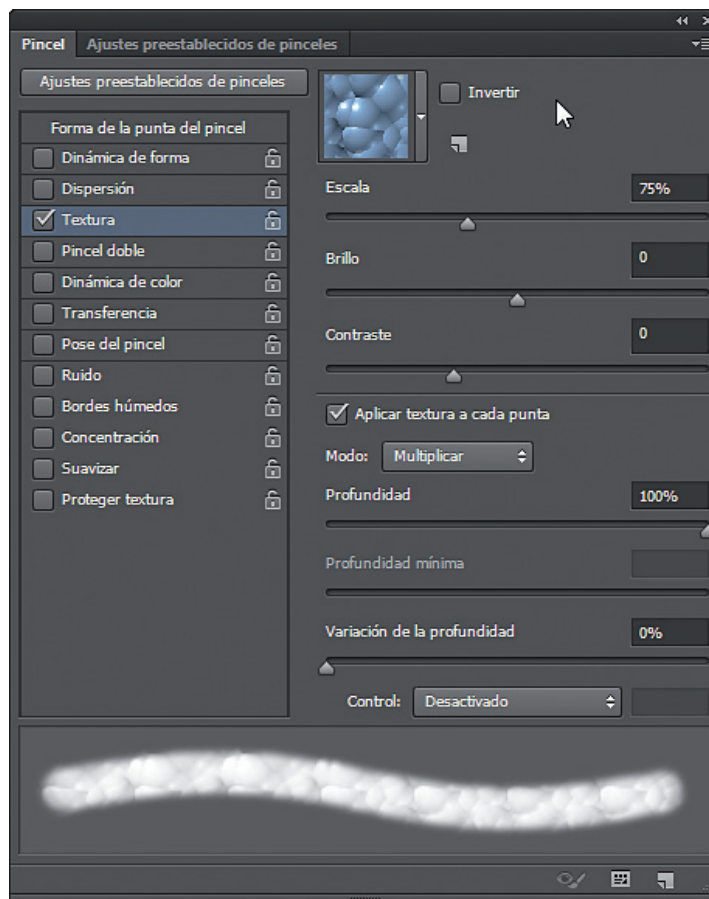 Pincel
Ajustes preestablecidos de pinceles
Ajustes preestablecidos de pinceles
Forma de la punta del pincel
Dinámica de forma
Dispersión
Textura
Pincel doble
Dinámica de color
Transferencia
Pose del pincel
Ruido
Bordes húmedos
Concentración
Suavizar
Proteger textura
Invertir
Escala 75%
Brillo 0
Contraste 0
Aplicar textura a cada punta
Modo: Multiplicar
Profundidad 100%
Profundidad mínima
Variación de la profundidad 0%
Control: Desactivado